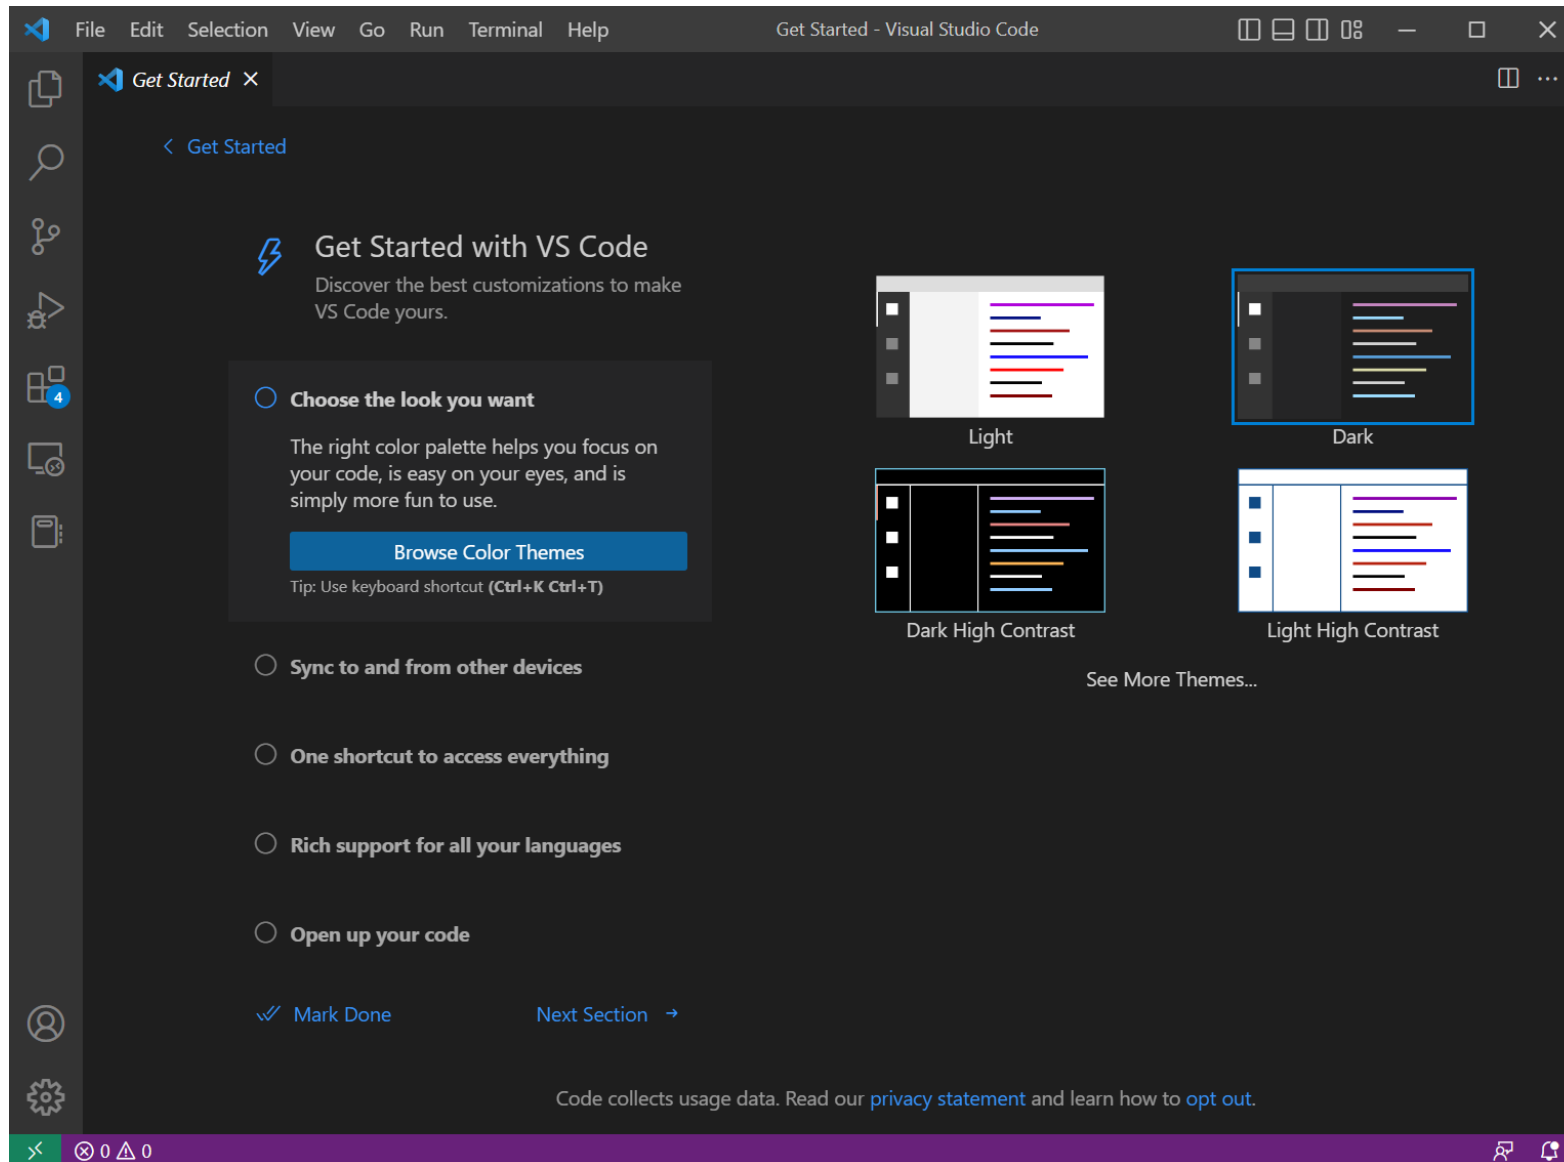 File Edit Selection View Go Run Terminal Help
Get Started - Visual Studio Code
Get Started
Get Started
Get Started with VS Code
Discover the best customizations to make
VS Code yours.
Choose the look you want
The right color palette helps you focus on
your code, is easy on your eyes, and is
simply more fun to use.
Browse Color Themes
Tip: Use keyboard shortcut (Ctrl+K Ctrl+T)
Sync to and from other devices
One shortcut to access everything
Rich support for all your languages
Open up your code
Mark Done
Next Section
Light
Dark
Dark High Contrast
Light High Contrast
See More Themes...
4
Code collects usage data. Read our privacy statement and learn how to opt out.
0 0